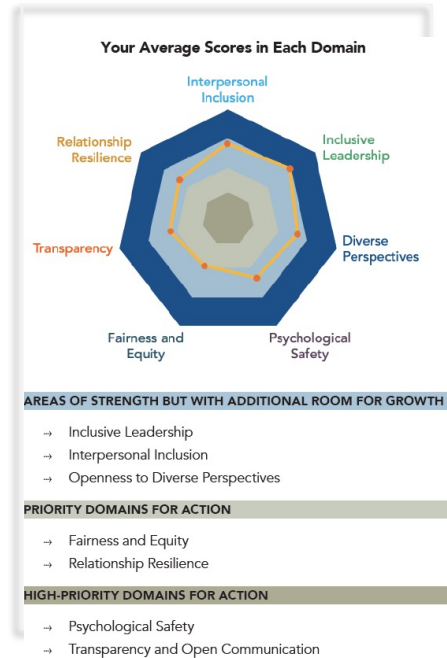 Your Average Scores in Each Domain
Interpersonal
Inclusion
Relationship
Resilience
Inclusive
Leadership
Transparency
Diverse
Perspectives
Fairness and
Equity
Psychological
Safety
AREAS OF STRENGTH BUT WITH ADDITIONAL ROOM FOR GROWTH
→ Inclusive Leadership
→ Interpersonal Inclusion
→ Openness to Diverse Perspectives
PRIORITY DOMAINS FOR ACTION
→ Fairness and Equity
→ Relationship Resilience
HIGH-PRIORITY DOMAINS FOR ACTION
→ Psychological Safety
→ Transparency and Open Communication